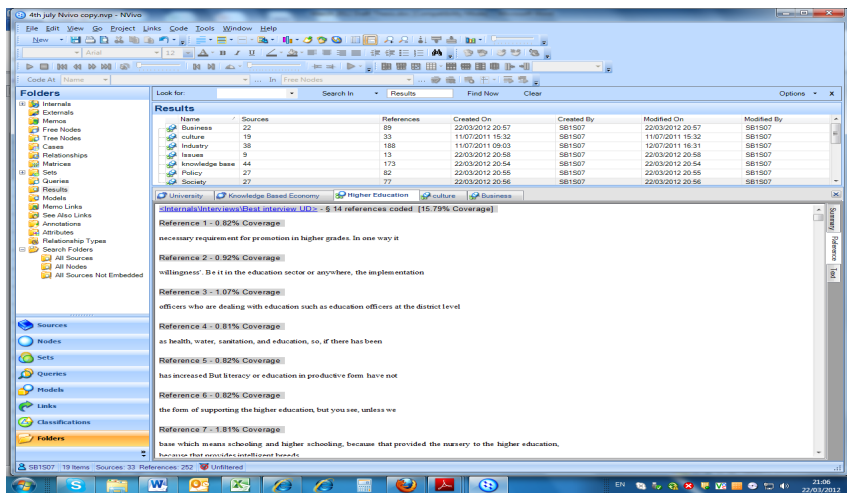 4th july Nvivo copy.nvp - NVivo
File Edit View Go Project Links Code Tools Window Help
New
Arial 12 A B I U
Code At Name In Free Nodes
Folders
Internals
Externals
Memos
Free Nodes
Tree Nodes
Cases
Relationships
Matrices
Sets
Queries
Results
Models
Memo Links
See Also Links
Annotations
Attributes
Relationship Types
Search Folders
All Sources
All Nodes
All Sources Not Embedded
Sources
Nodes
Sets
Queries
Models
Links
Classifications
Folders
Look for: Search In Results Find Now Clear Options x
Results
Name Sources References Created On Created By Modified On Modified By
Business 22 89 22/03/2012 20:57 SB1S07 22/03/2012 20:57 SB1S07
culture 19 33 11/07/2011 15:32 SB1S07 11/07/2011 15:32 SB1S07
Industry 38 188 11/07/2011 09:03 SB1S07 12/07/2011 16:31 SB1S07
Issues 9 13 22/03/2012 20:58 SB1S07 22/03/2012 20:58 SB1S07
knowledge base 44 173 22/03/2012 20:54 SB1S07 22/03/2012 20:54 SB1S07
Policy 27 82 22/03/2012 20:55 SB1S07 22/03/2012 20:55 SB1S07
Society 27 77 22/03/2012 20:56 SB1S07 22/03/2012 20:56 SB1S07
University Knowledge Based Economy Higher Education culture Business
<Internals\Interviews\Best interview UD> - § 14 references coded [15.79% Coverage]
Reference 1 - 0.82% Coverage
necessary requirement for promotion in higher grades. In one way it
Reference 2 - 0.92% Coverage
willingness'. Be it in the education sector or anywhere, the implementation
Reference 3 - 1.07% Coverage
officers who are dealing with education such as education officers at the district level
Reference 4 - 0.81% Coverage
as health, water, sanitation, and education, so, if there has been
Reference 5 - 0.82% Coverage
has increased But literacy or education in productive form have not
Reference 6 - 0.82% Coverage
the form of supporting the higher education, but you see, unless we
Reference 7 - 1.81% Coverage
base which means schooling and higher schooling, because that provided the nursery to the higher education,
because that provides intelligent breeds
Summary
Reference
Text
SB1S07 19 Items Sources: 33 References: 252 Unfiltered
EN 21:06
22/03/2012